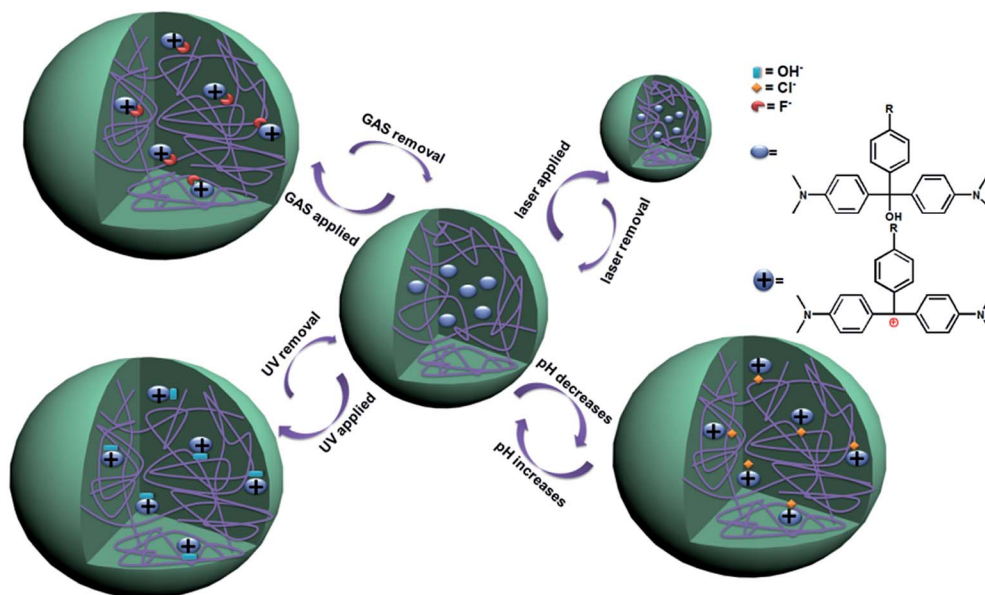 GAS removal
GAS applied
laser applied
laser removal
UV removal
UV applied
pH decreases
pH increases
= OH⁻
= Cl⁻
= F⁻
=
R
N
N
OH
R
+ =
N
N
+